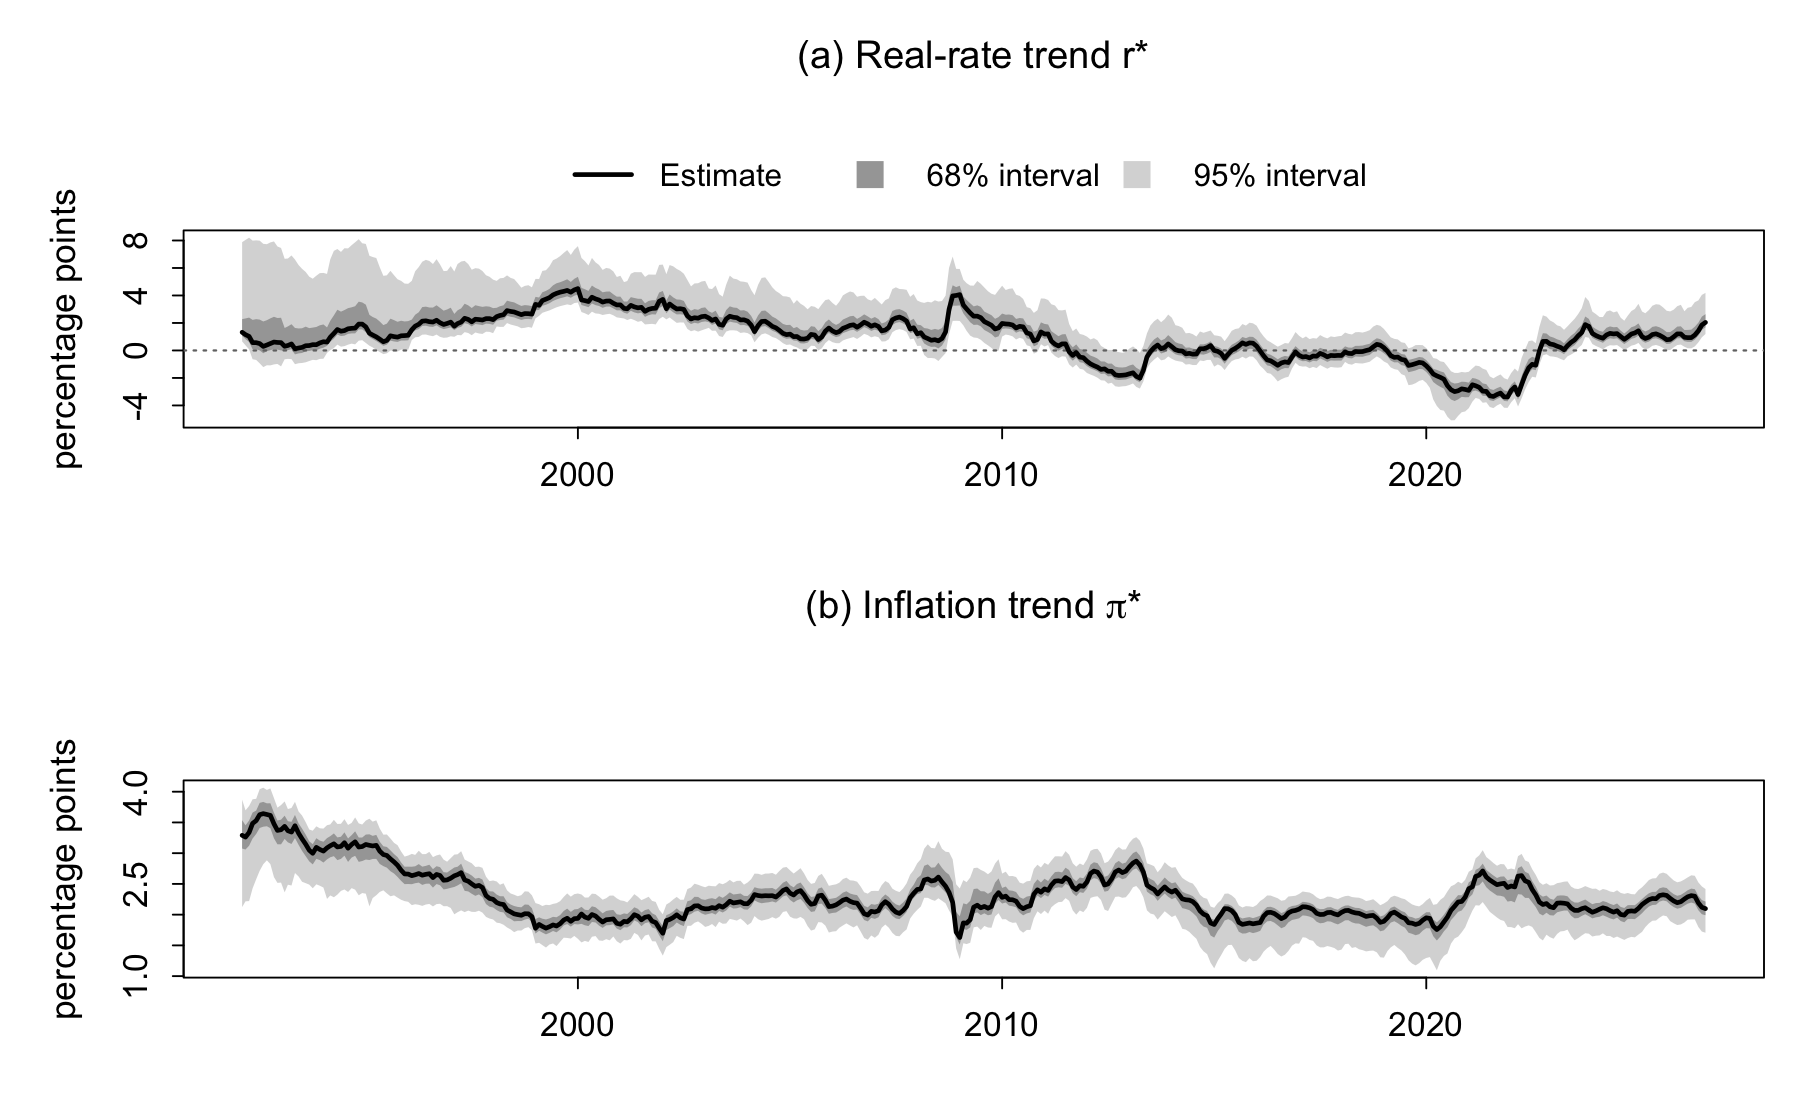 (a) Real-rate trend r*
Estimate 68% interval 95% interval
percentage points
8
4
0
-4
2000 2010 2020
(b) Inflation trend π*
percentage points
4.0
2.5
1.0
2000 2010 2020